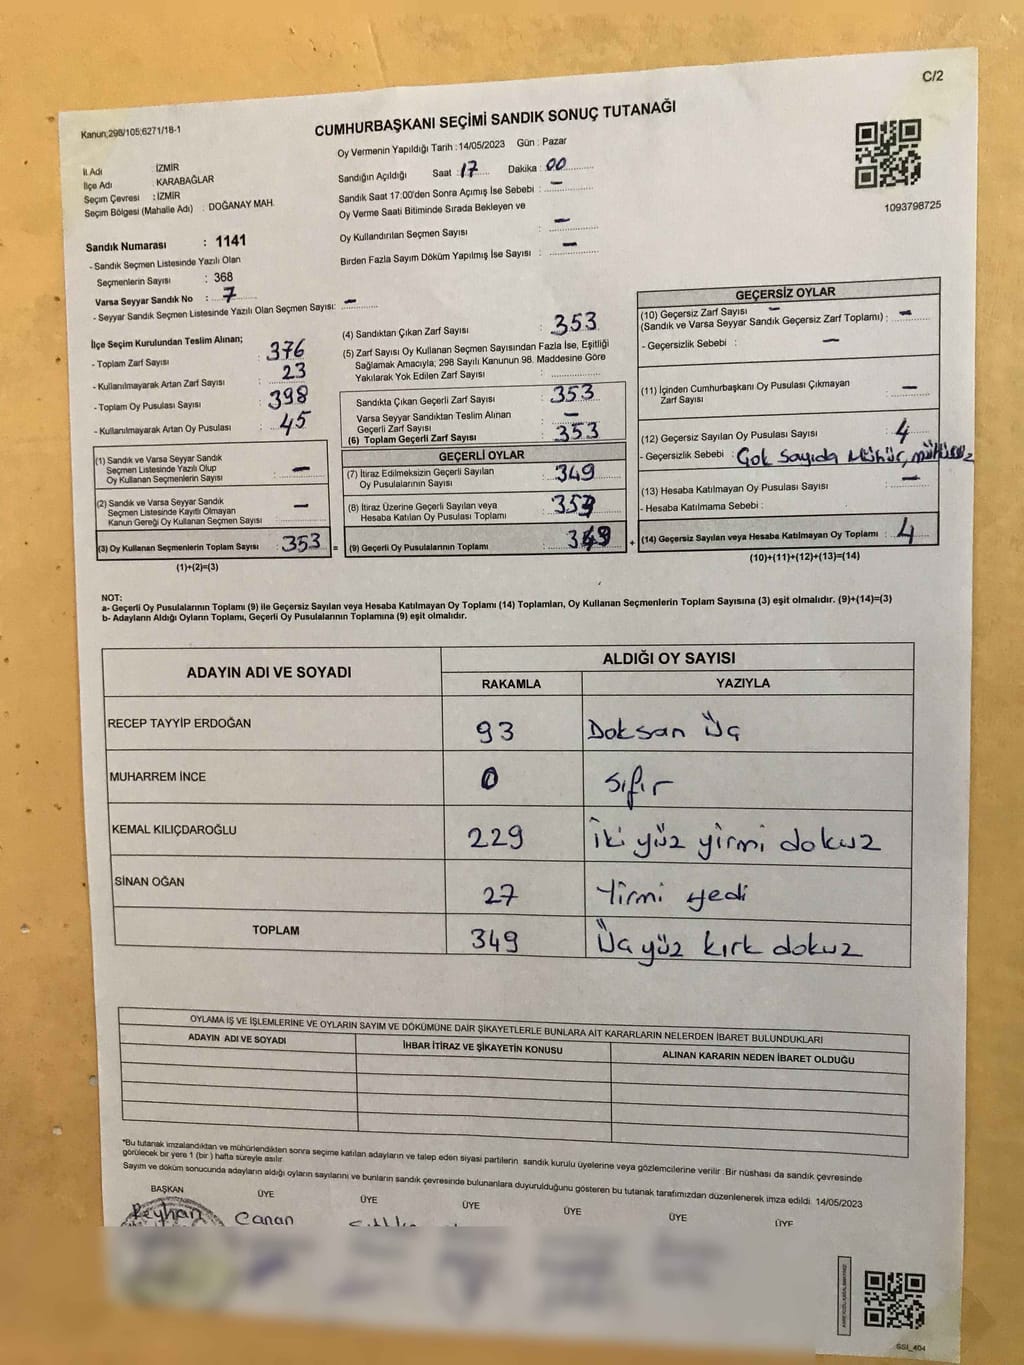 C/2
Kanun;298/105;6271/18-1
CUMHURBAŞKANI SEÇİMİ SANDIK SONUÇ TUTANAĞI
Oy Vermenin Yapıldığı Tarih : 14/05/2023 Gün : Pazar
İl Adı : İZMİR
İlçe Adı : KARABAĞLAR
Seçim Çevresi : İZMİR
Seçim Bölgesi (Mahalle Adı) : DOĞANAY MAH.
Sandığın Açıldığı Saat : 17 Dakika : 00
Sandık Saat 17:00'den Sonra Açımış İse Sebebi : -
Oy Verme Saati Bitiminde Sırada Bekleyen ve
Oy Kullandırılan Seçmen Sayısı : -
Birden Fazla Sayım Döküm Yapılmış İse Sayısı : -
1093798725
Sandık Numarası : 1141
- Sandık Seçmen Listesinde Yazılı Olan
Seçmenlerin Sayısı : 368
Varsa Seyyar Sandık No : 7
- Seyyar Sandık Seçmen Listesinde Yazılı Olan Seçmen Sayısı: -
İlçe Seçim Kurulundan Teslim Alınan;
- Toplam Zarf Sayısı : 376
- Kullanılmayarak Artan Zarf Sayısı : 23
- Toplam Oy Pusulası Sayısı : 398
- Kullanılmayarak Artan Oy Pusulası : 45
(1) Sandık ve Varsa Seyyar Sandık
Seçmen Listesinde Yazılı Olup
Oy Kullanan Seçmenlerin Sayısı : -
(2) Sandık ve Varsa Seyyar Sandık
Seçmen Listesinde Kayıtlı Olmayan
Kanun Gereği Oy Kullanan Seçmen Sayısı : -
(3) Oy Kullanan Seçmenlerin Toplam Sayısı : 353
(1)+(2)=(3)
(4) Sandıktan Çıkan Zarf Sayısı : 353
(5) Zarf Sayısı Oy Kullanan Seçmen Sayısından Fazla İse, Eşitliği
Sağlamak Amacıyla; 298 Sayılı Kanunun 98. Maddesine Göre
Yakılarak Yok Edilen Zarf Sayısı :
Sandıkta Çıkan Geçerli Zarf Sayısı : 353
Varsa Seyyar Sandıktan Teslim Alınan
Geçerli Zarf Sayısı : -
(6) Toplam Geçerli Zarf Sayısı : 353
GEÇERLİ OYLAR
(7) İtiraz Edilmeksizin Geçerli Sayılan
Oy Pusulalarının Sayısı : 349
(8) İtiraz Üzerine Geçerli Sayılan veya
Hesaba Katılan Oy Pusulası Toplamı :
= (9) Geçerli Oy Pusulalarının Toplamı : 349
GEÇERSİZ OYLAR
(10) Geçersiz Zarf Sayısı -
(Sandık ve Varsa Seyyar Sandık Geçersiz Zarf Toplamı) : -
- Geçersizlik Sebebi : -
(11) İçinden Cumhurbaşkanı Oy Pusulası Çıkmayan
Zarf Sayısı : -
(12) Geçersiz Sayılan Oy Pusulası Sayısı : 4
- Geçersizlik Sebebi : Çok sayıda Mühür, mühürsüz
(13) Hesaba Katılmayan Oy Pusulası Sayısı : -
- Hesaba Katılmama Sebebi :
+ (14) Geçersiz Sayılan veya Hesaba Katılmayan Oy Toplamı : 4
(10)+(11)+(12)+(13)=(14)
NOT:
a- Geçerli Oy Pusulalarının Toplamı (9) ile Geçersiz Sayılan veya Hesaba Katılmayan Oy Toplamı (14) Toplamları, Oy Kullanan Seçmenlerin Toplam Sayısına (3) eşit olmalıdır. (9)+(14)=(3)
b- Adayların Aldığı Oyların Toplamı, Geçerli Oy Pusulalarının Toplamına (9) eşit olmalıdır.
ADAYIN ADI VE SOYADI
ALDIĞI OY SAYISI
RAKAMLA YAZIYLA
RECEP TAYYİP ERDOĞAN 93 Doksan Üç
MUHARREM İNCE 0 sıfır
KEMAL KILIÇDAROĞLU 229 İki yüz yirmi dokuz
SİNAN OĞAN 27 Yirmi yedi
TOPLAM 349 Üç yüz kırk dokuz
OYLAMA İŞ VE İŞLEMLERİNE VE OYLARIN SAYIM VE DÖKÜMÜNE DAİR ŞİKAYETLERLE BUNLARA AİT KARARLARIN NELERDEN İBARET BULUNDUKLARI
ADAYIN ADI VE SOYADI İHBAR İTİRAZ VE ŞİKAYETİN KONUSU ALINAN KARARIN NEDEN İBARET OLDUĞU
*Bu tutanak imzalandıktan ve mühürlendikten sonra seçime katılan adayların ve talep eden siyasi partilerin sandık kurulu üyelerine veya gözlemcilerine verilir. Bir nüshası da sandık çevresinde
görülecek bir yere 1 (bir) hafta süreyle asılır.
Sayım ve döküm sonucunda adayların aldığı oyların sayılarını ve bunların sandık çevresinde bulunanlara duyurulduğunu gösteren bu tutanak tarafımızdan düzenlenerek imza edildi. 14/05/2023
BAŞKAN ÜYE ÜYE ÜYE ÜYE ÜYE ÜYE
Reyhan Canan
SSİ_404